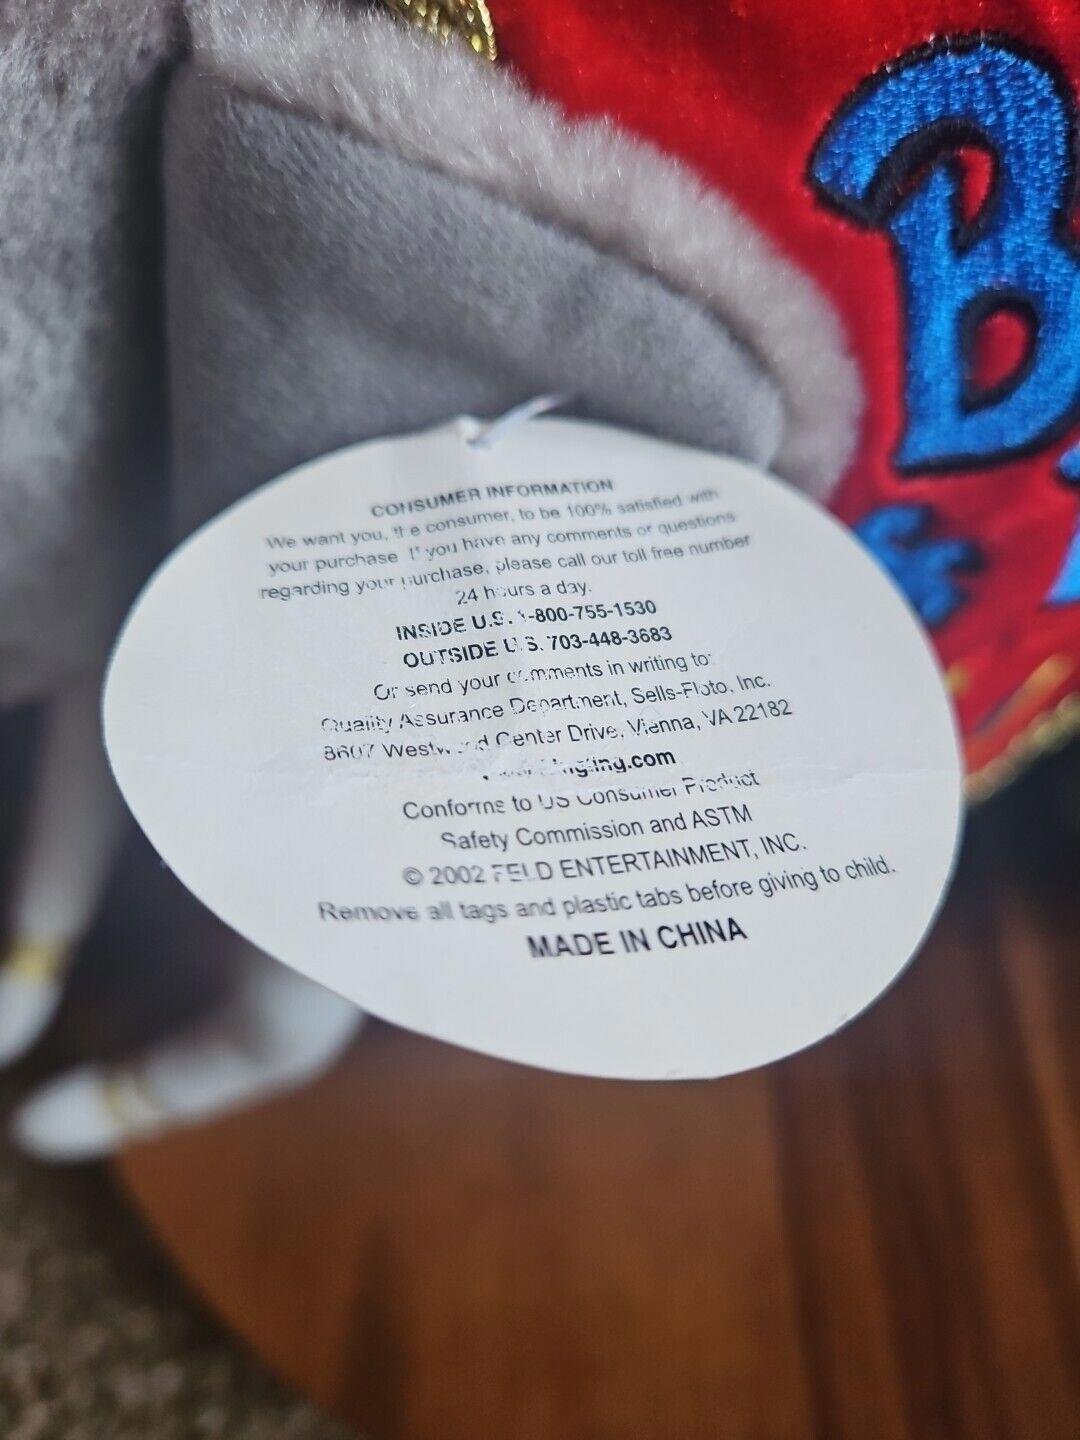 CONSUMER INFORMATION
We want you, the consumer, to be 100% satisfied with
your purchase. If you have any comments or questions
regarding your purchase, please call our toll free number
24 hours a day.
INSIDE U.S. 1-800-755-1530
OUTSIDE U.S. 703-448-3683
Or send your comments in writing to:
Quality Assurance Department, Sells-Floto, Inc.
8607 Westwood Center Drive, Vienna, VA 22182
Conforms to US Consumer Product
Safety Commission and ASTM
© 2002 FELD ENTERTAINMENT, INC.
Remove all tags and plastic tabs before giving to child.
MADE IN CHINA
B